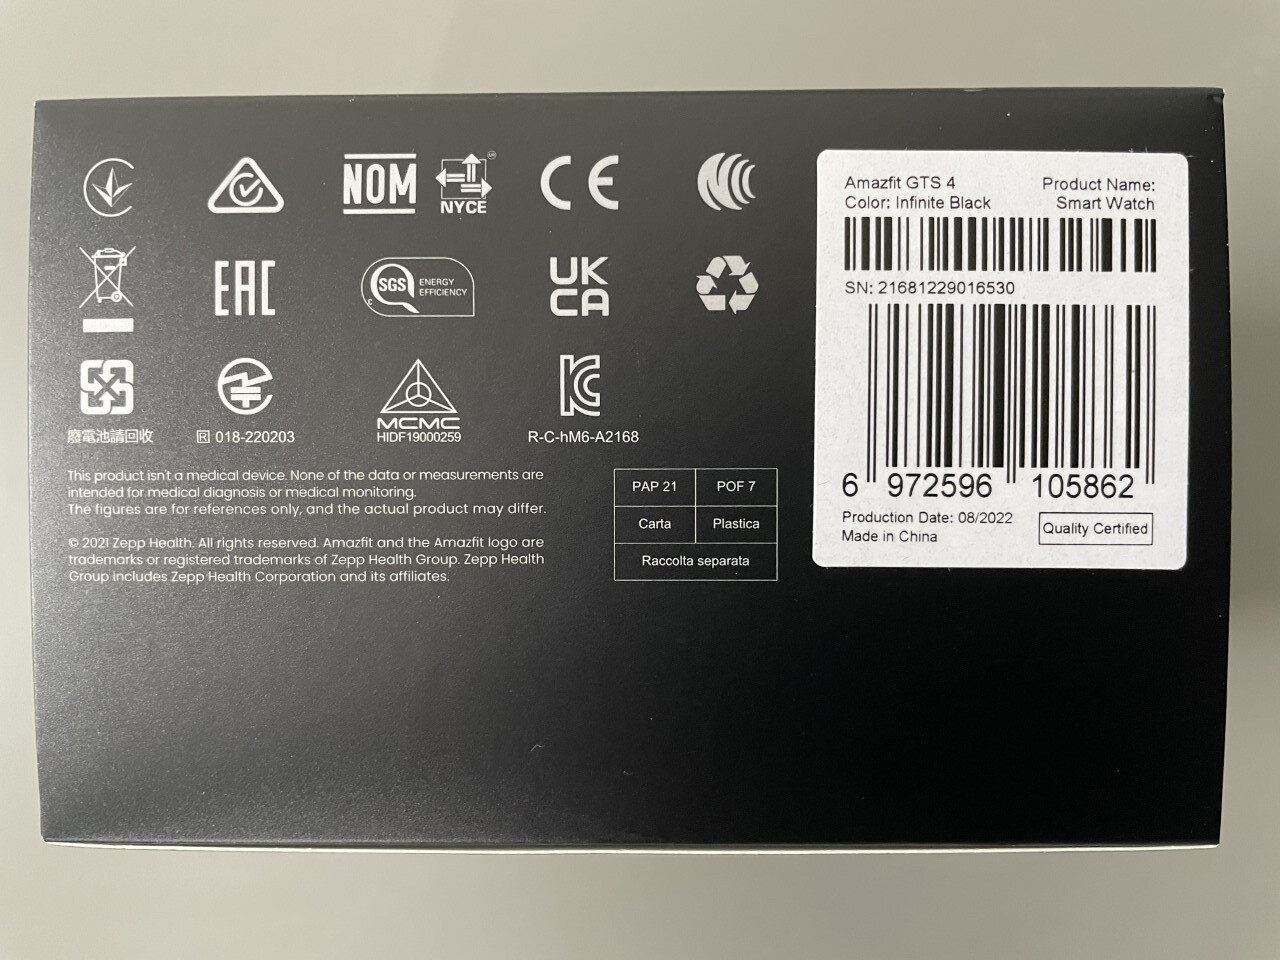 NOM
NYCE
CE
EAC
SGS ENERGY
EFFICIENCY
C
UK
CA
廢電池請回收
R 018-220203
MCMC
HIDF19000259
R-C-hM6-A2168
This product isn't a medical device. None of the data or measurements are
intended for medical diagnosis or medical monitoring.
The figures are for references only, and the actual product may differ.
© 2021 Zepp Health. All rights reserved. Amazfit and the Amazfit logo are
trademarks or registered trademarks of Zepp Health Group. Zepp Health
Group includes Zepp Health Corporation and its affiliates.
PAP 21 POF 7
Carta Plastica
Raccolta separata
Amazfit GTS 4 Product Name:
Color: Infinite Black Smart Watch
SN: 21681229016530
6 972596 105862
Production Date: 08/2022
Made in China
Quality Certified